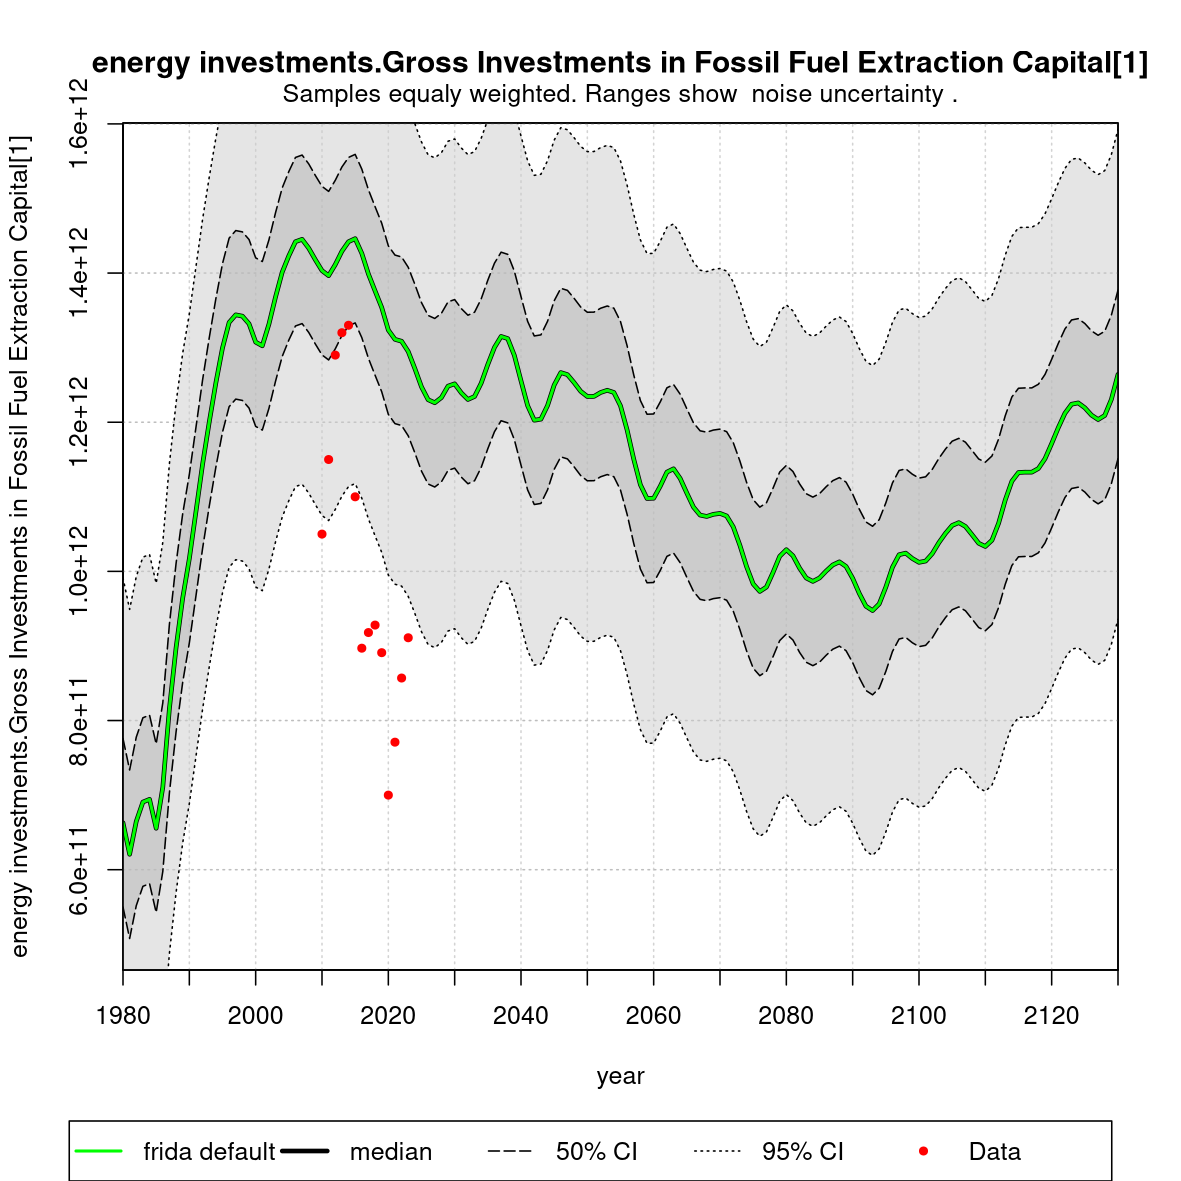 energy investments.Gross Investments in Fossil Fuel Extraction Capital[1]
Samples equaly weighted. Ranges show  noise uncertainty .
energy investments.Gross Investments in Fossil Fuel Extraction Capital[1]
1.6e+12
1.4e+12
1.2e+12
1.0e+12
8.0e+11
6.0e+11
1980 2000 2020 2040 2060 2080 2100 2120
year
frida default median 50% CI 95% CI Data